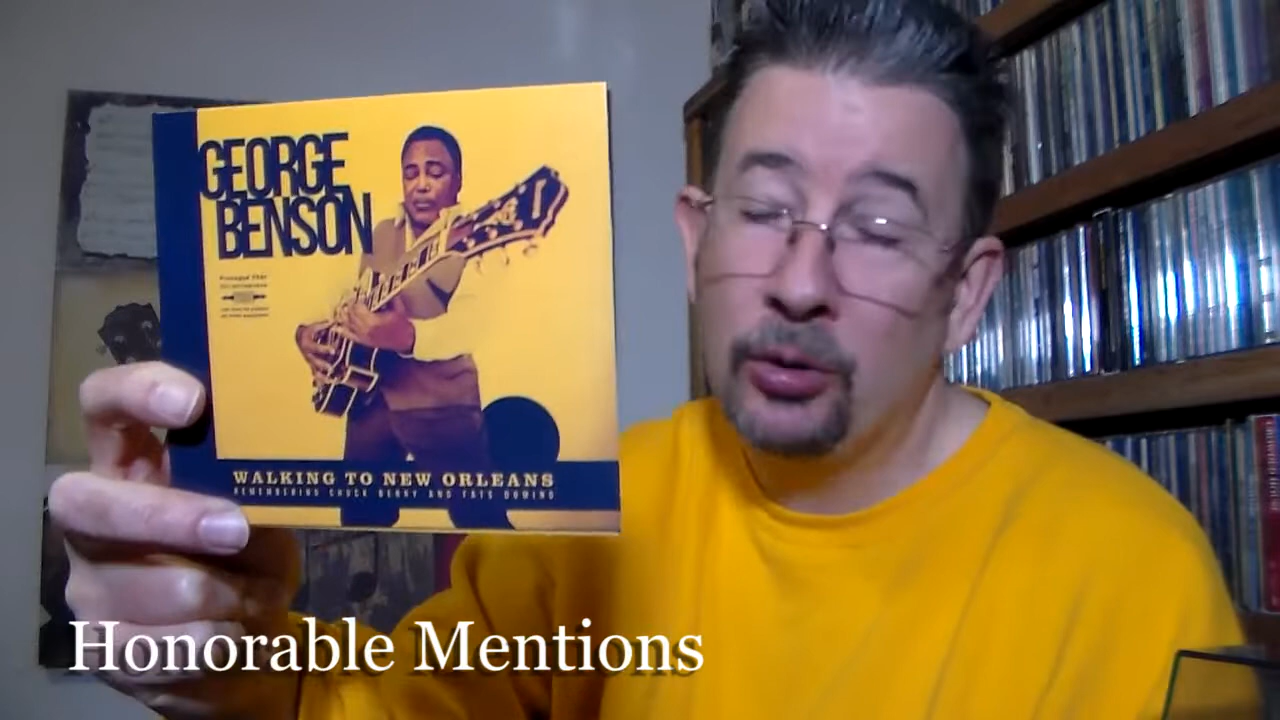 GEORGE
BENSON
WALKING TO NEW ORLEANS
REMEMBERING CHUCK BERRY AND FATS DOMINO
Honorable Mentions